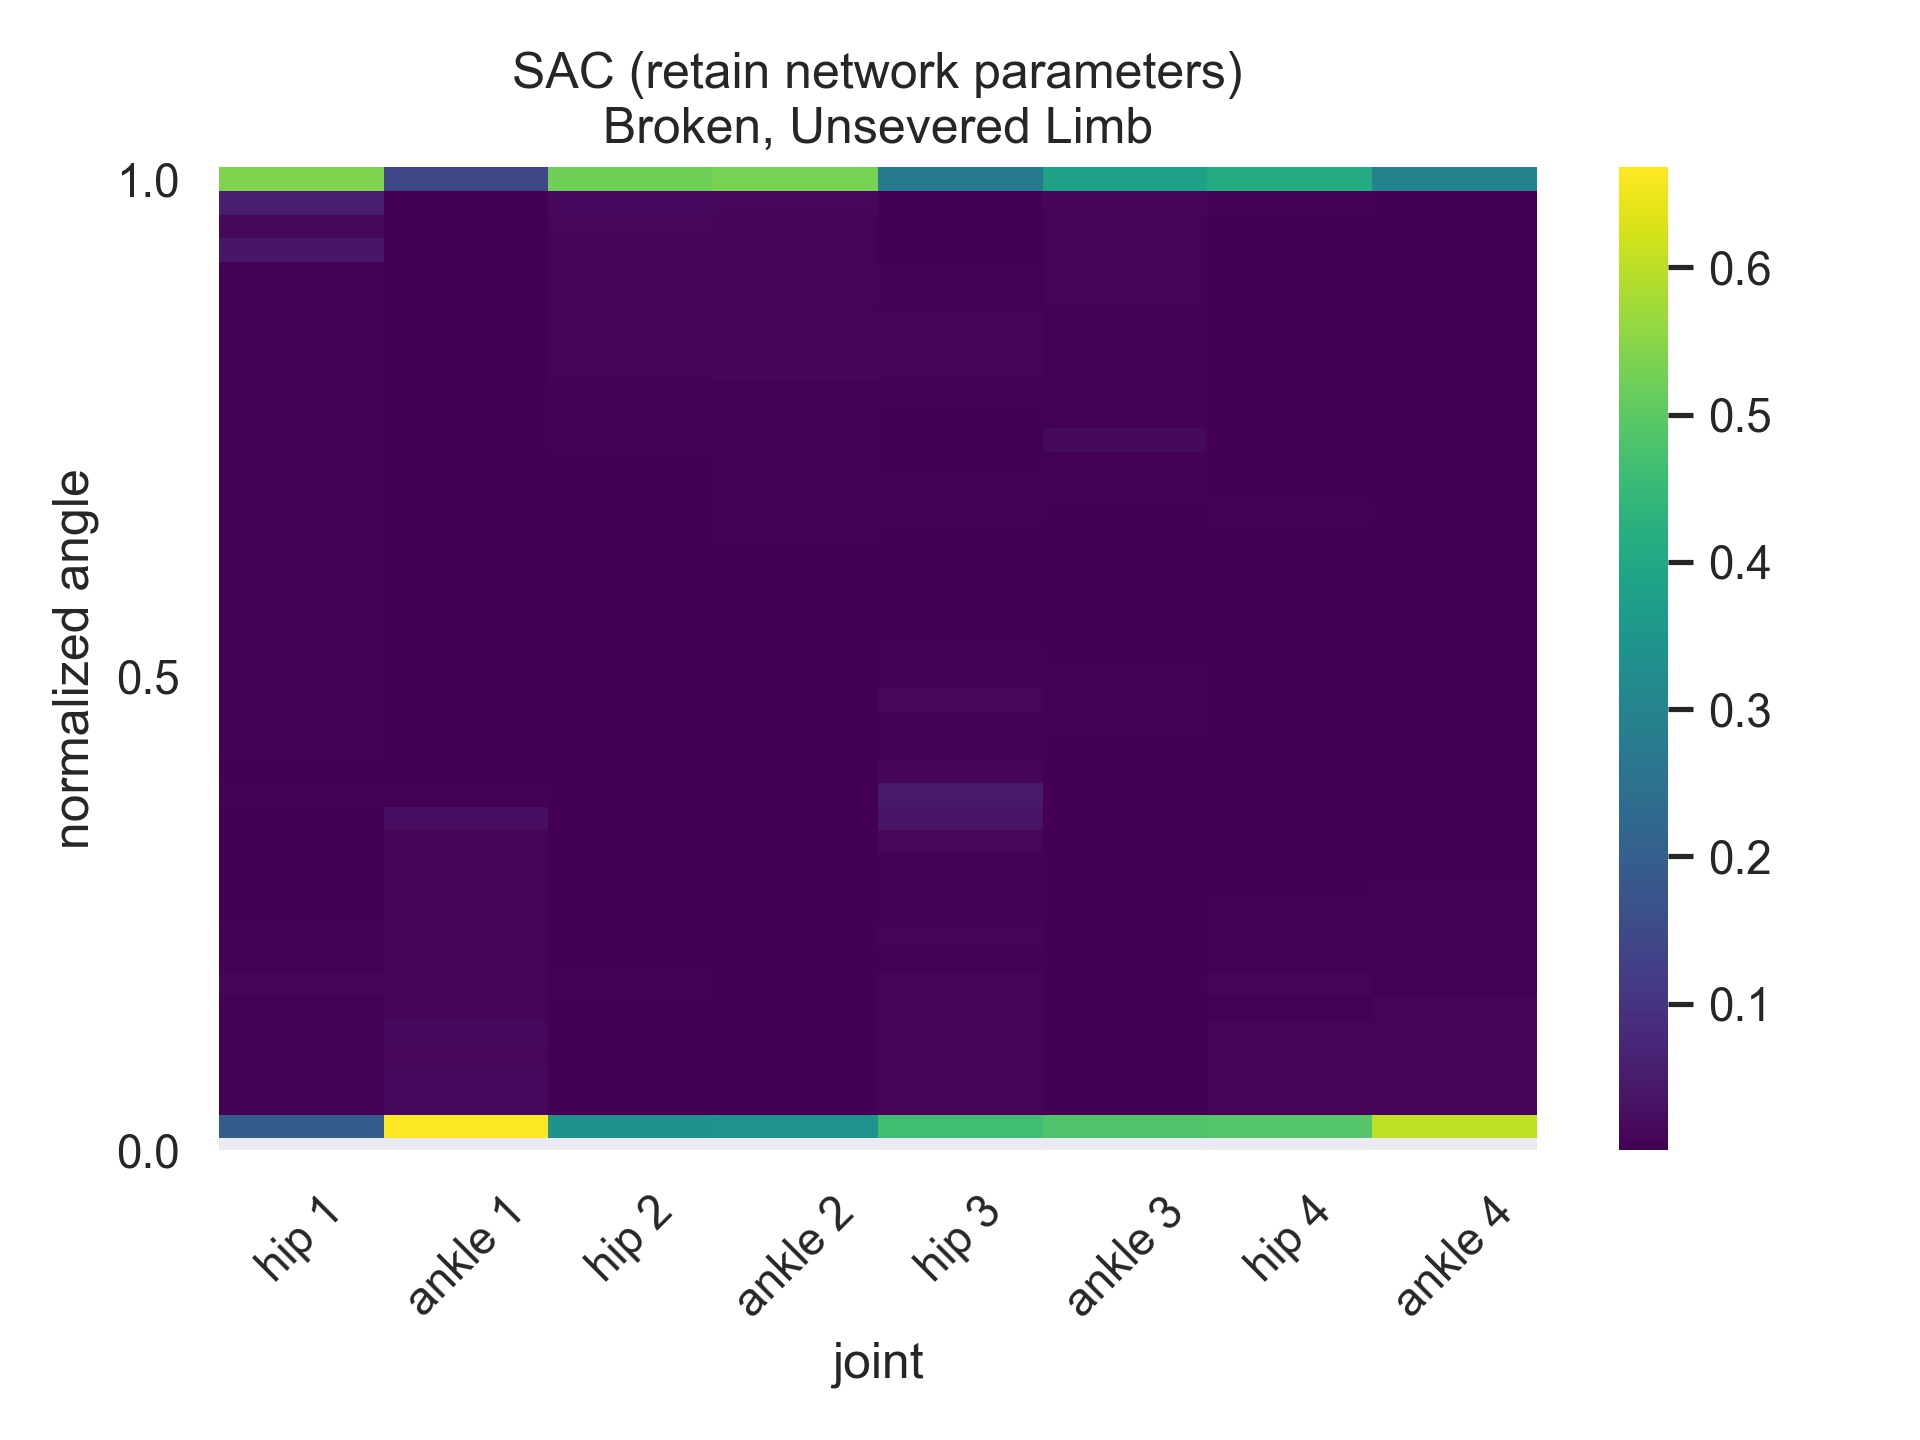 SAC (retain network parameters)
Broken, Unsevered Limb
1.0
0.5
0.0
normalized angle
hip 1
ankle 1
hip 2
ankle 2
hip 3
ankle 3
hip 4
ankle 4
joint
0.6
0.5
0.4
0.3
0.2
0.1